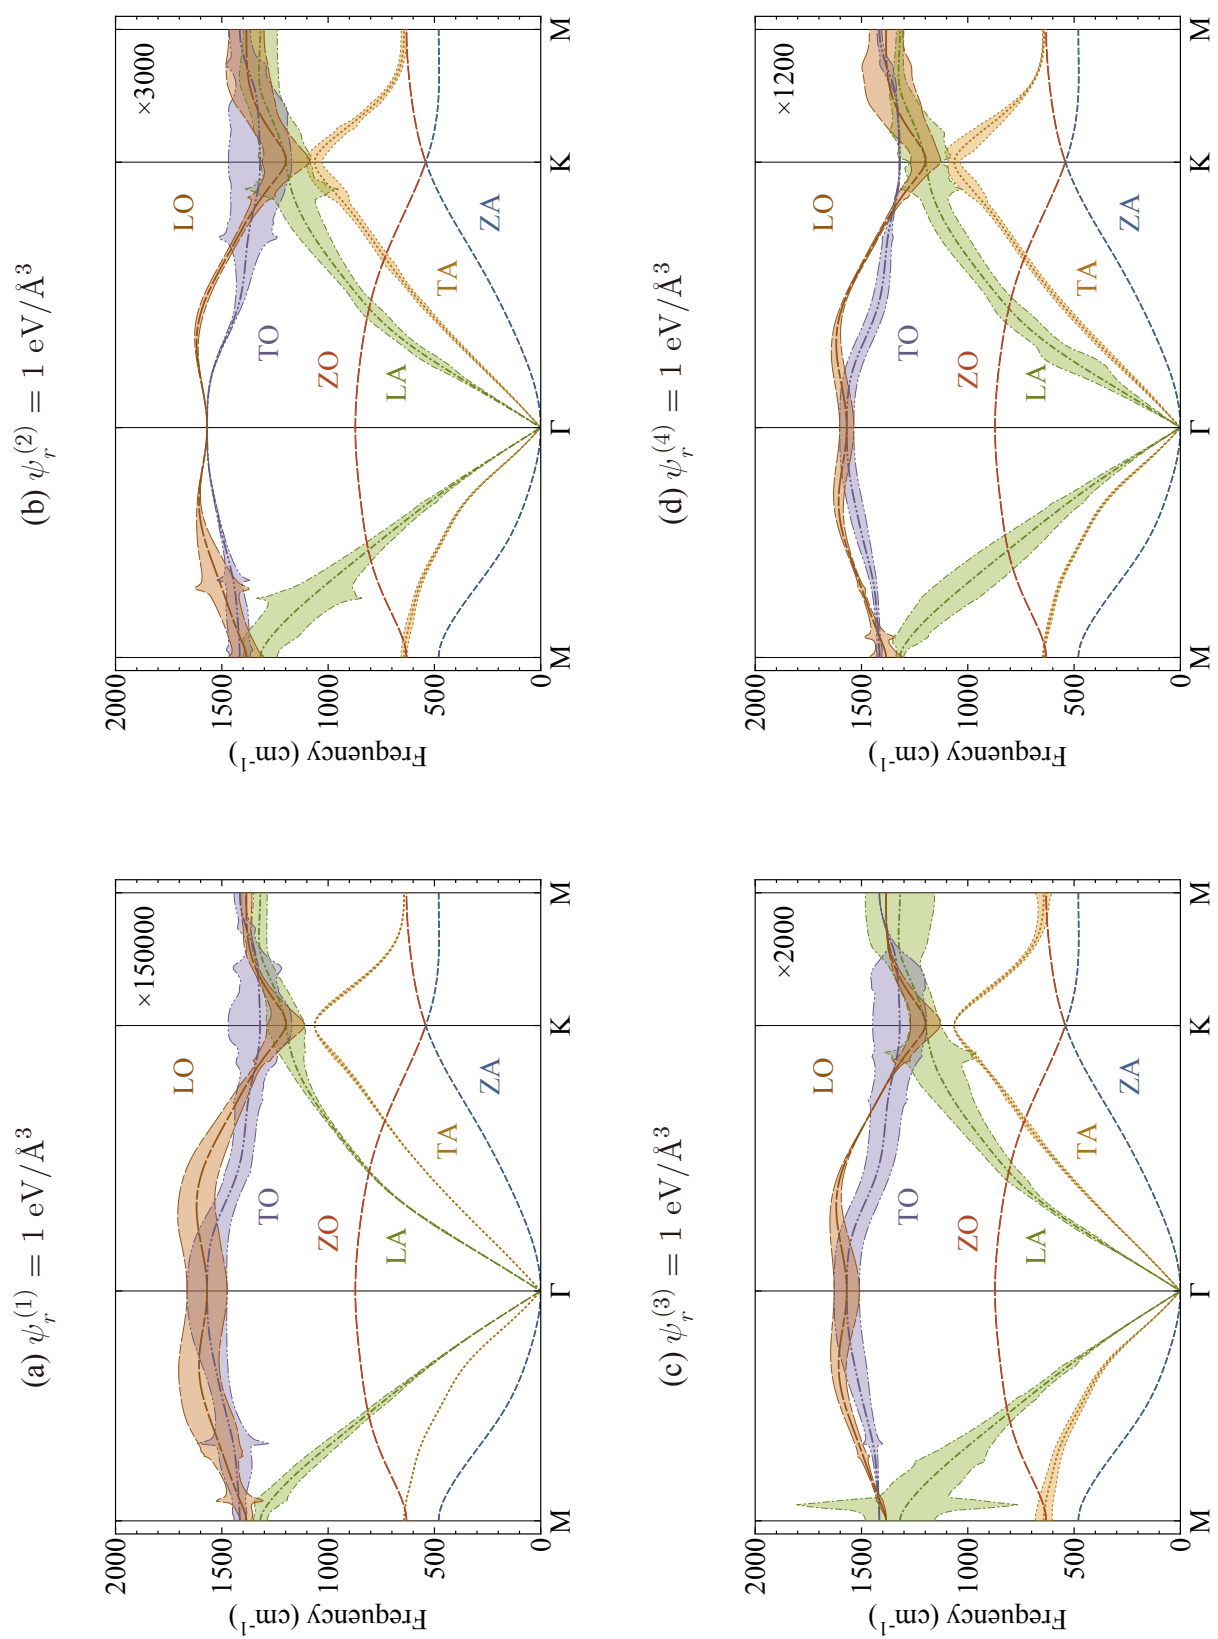 (a) ψ_r^(1) = 1 eV/Å^3
×150000
2000
1500
1000
500
0
Frequency (cm^-1)
LO
TO
ZO
LA
TA
ZA
M Γ K M
(b) ψ_r^(2) = 1 eV/Å^3
×3000
2000
1500
1000
500
0
Frequency (cm^-1)
LO
TO
ZO
LA
TA
ZA
M Γ K M
(c) ψ_r^(3) = 1 eV/Å^3
×2000
2000
1500
1000
500
0
Frequency (cm^-1)
LO
TO
ZO
LA
TA
ZA
M Γ K M
(d) ψ_r^(4) = 1 eV/Å^3
×1200
2000
1500
1000
500
0
Frequency (cm^-1)
LO
TO
ZO
LA
TA
ZA
M Γ K M